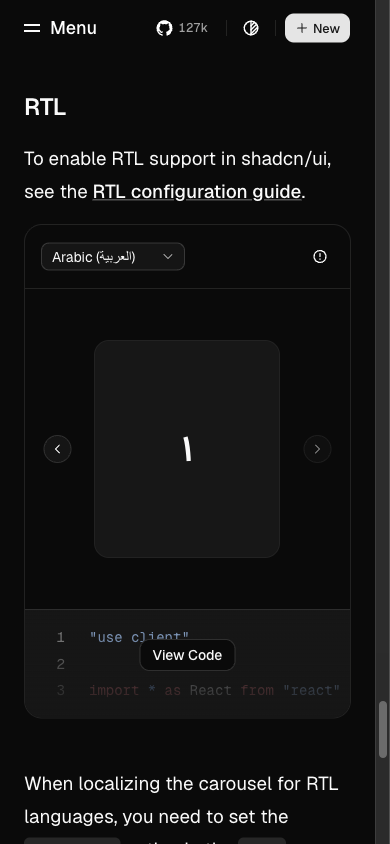 Menu
127k
New
RTL
To enable RTL support in shadcn/ui,
see the RTL configuration guide.
Arabic (العربية)
١
1 "use client"
View Code
2
3 import * as React from "react"
When localizing the carousel for RTL
languages, you need to set the